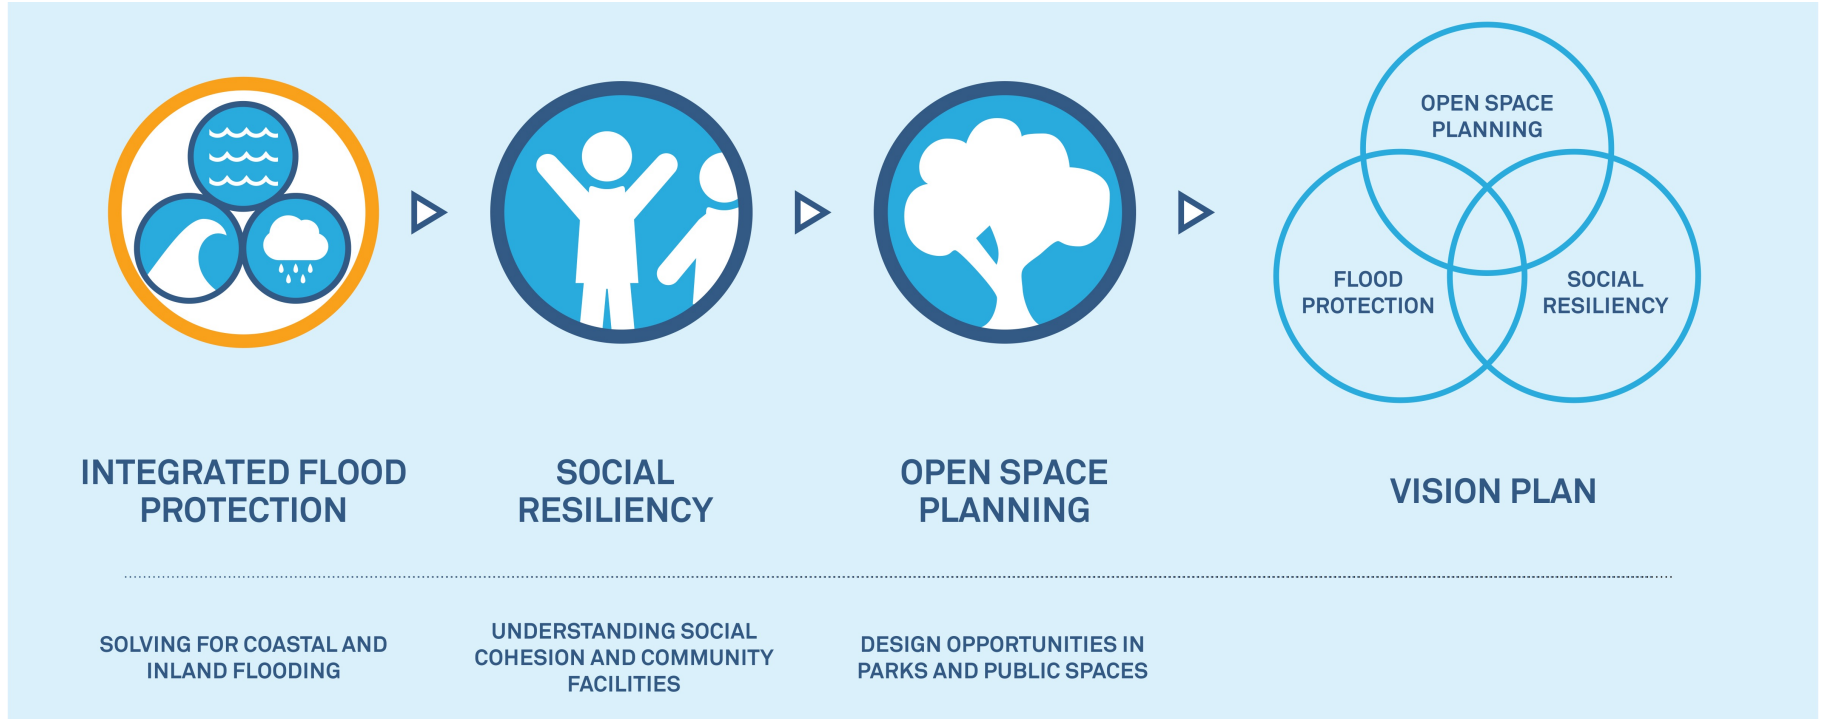 OPEN SPACE
PLANNING
FLOOD
PROTECTION
SOCIAL
RESILIENCY
INTEGRATED FLOOD
PROTECTION
SOCIAL
RESILIENCY
OPEN SPACE
PLANNING
VISION PLAN
SOLVING FOR COASTAL AND
INLAND FLOODING
UNDERSTANDING SOCIAL
COHESION AND COMMUNITY
FACILITIES
DESIGN OPPORTUNITIES IN
PARKS AND PUBLIC SPACES